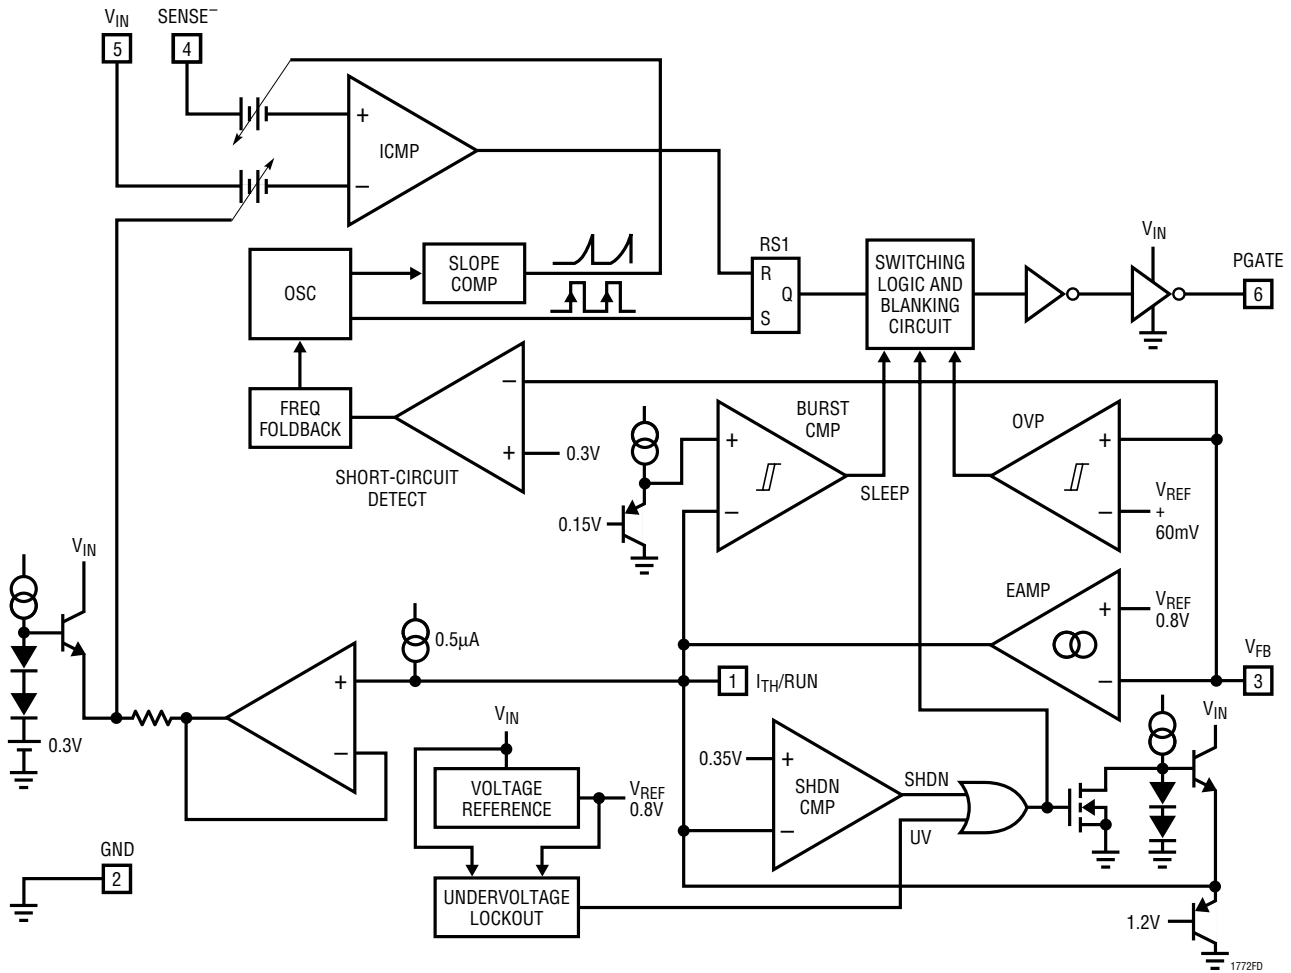 VIN
SENSE−
5
4
+
ICMP
−
RS1
VIN
PGATE
OSC
SLOPE
COMP
R
Q
S
SWITCHING
LOGIC AND
BLANKING
CIRCUIT
6
FREQ
FOLDBACK
−
+
0.3V
SHORT-CIRCUIT
DETECT
BURST
CMP
+
−
0.15V
SLEEP
OVP
+
−
VREF
+
60mV
EAMP
+
−
VREF
0.8V
VFB
3
VIN
0.3V
+
−
0.5µA
1
ITH/RUN
VIN
VOLTAGE
REFERENCE
VREF
0.8V
0.35V
+
SHDN
CMP
−
SHDN
UV
VIN
GND
2
UNDERVOLTAGE
LOCKOUT
1.2V
1772FD